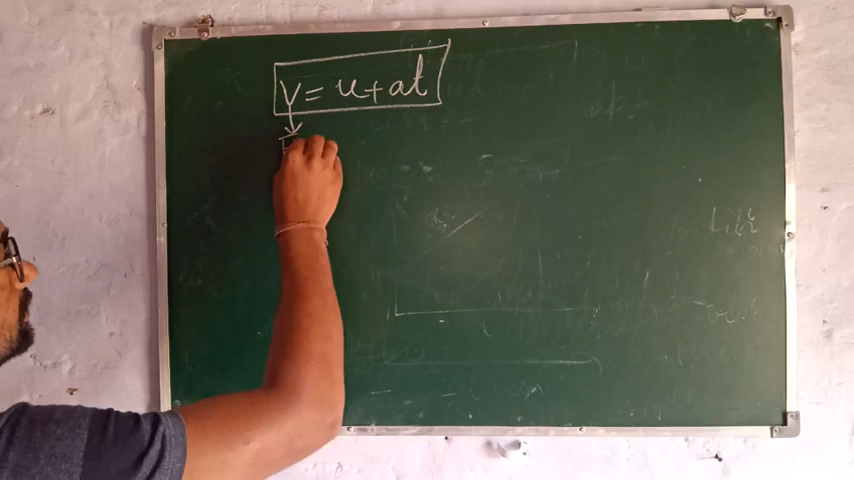 v = u + at